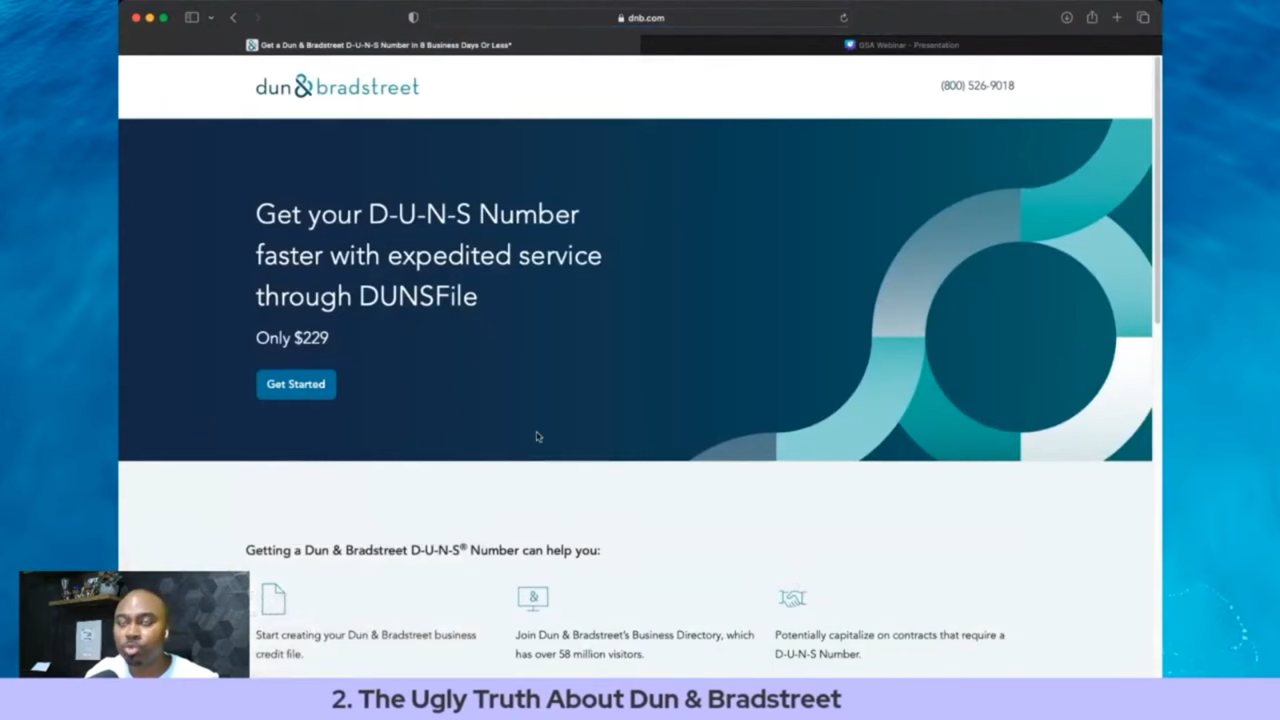 dnb.com
Get a Dun & Bradstreet D-U-N-S Number In 8 Business Days Or Less*
GSA Webinar - Presentation
dun & bradstreet
(800) 526-9018
Get your D-U-N-S Number
faster with expedited service
through DUNSFile
Only $229
Get Started
Getting a Dun & Bradstreet D-U-N-S® Number can help you:
&
Start creating your Dun & Bradstreet business
credit file.
Join Dun & Bradstreet's Business Directory, which
has over 58 million visitors.
Potentially capitalize on contracts that require a
D-U-N-S Number.
2. The Ugly Truth About Dun & Bradstreet